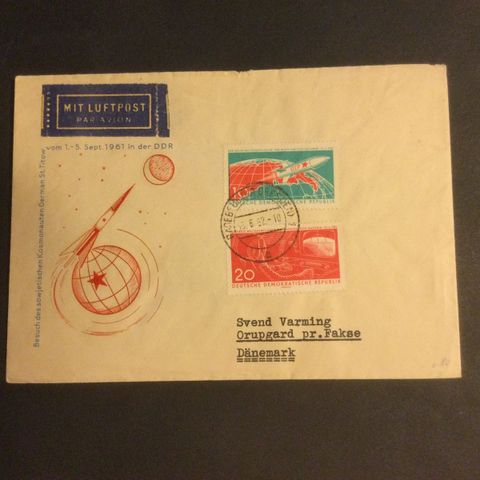 MIT LUFTPOST
PAR AVION
vom 1.-5. Sept. 1961 in der DDR
Besuch des sowjetischen Kosmonauten German St. Titow
DEUTSCHE DEMOKRATISCHE REPUBLIK
20
DEUTSCHE DEMOKRATISCHE REPUBLIK
Svend Varming
Orupgard pr.Fakse
Dänemark